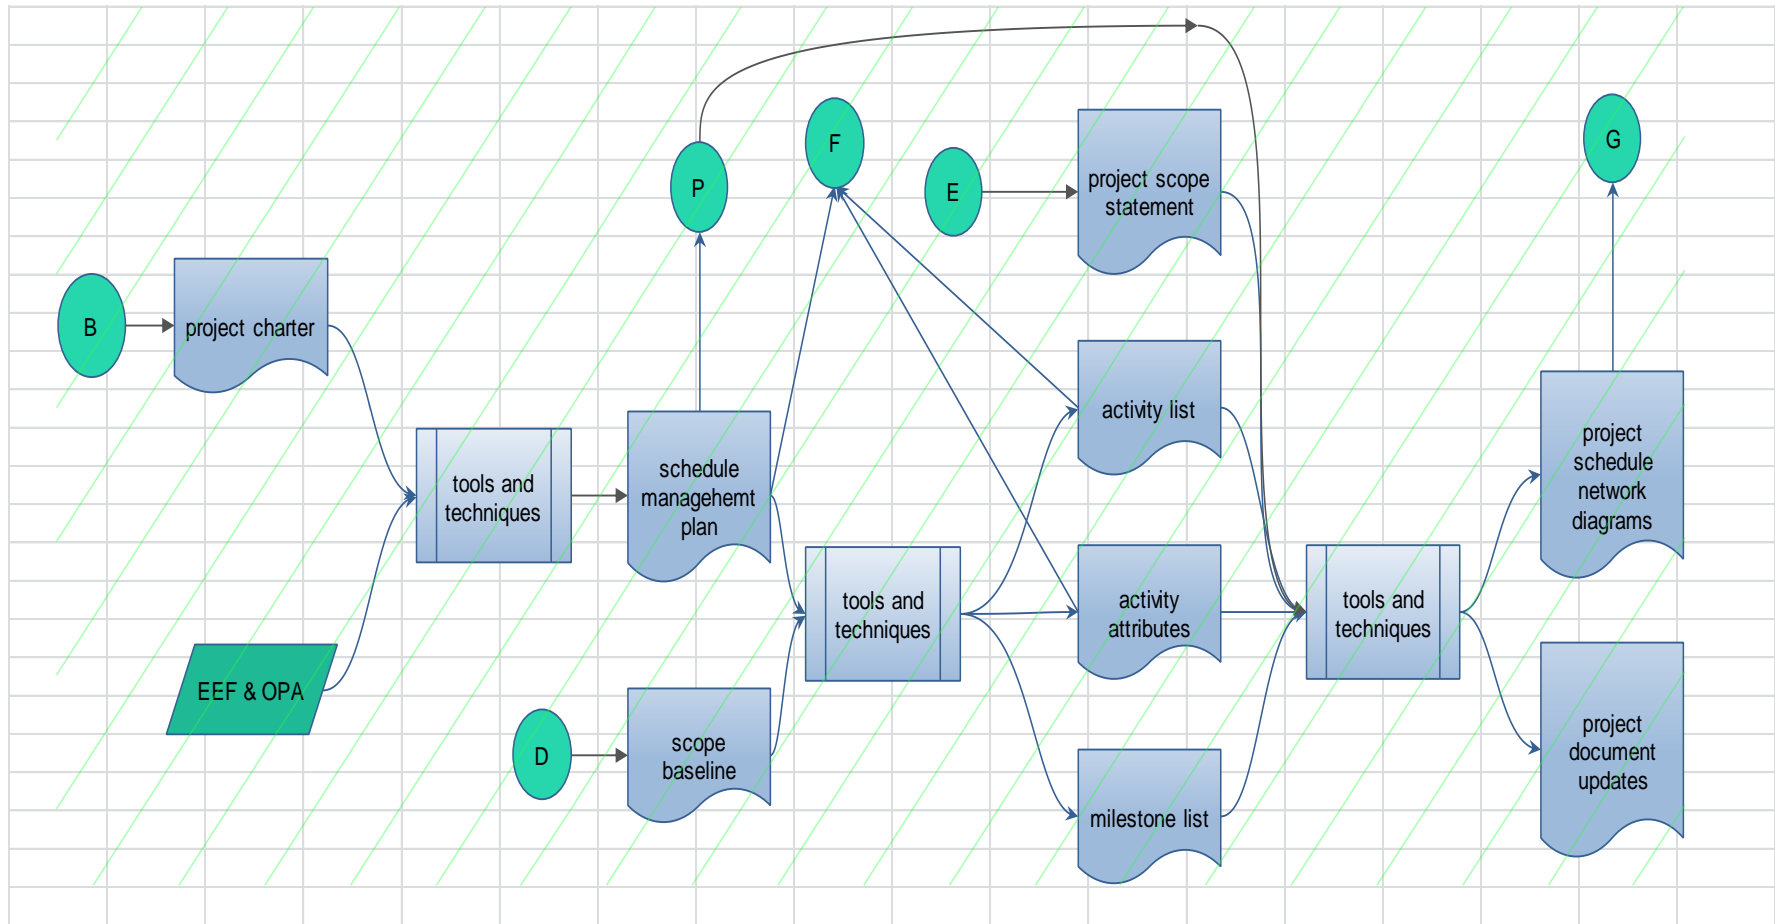 B
project charter
EEF & OPA
tools and
techniques
D
schedule
managehemt
plan
scope
baseline
P
F
E
tools and
techniques
project scope
statement
activity list
activity
attributes
milestone list
tools and
techniques
G
project
schedule
network
diagrams
project
document
updates